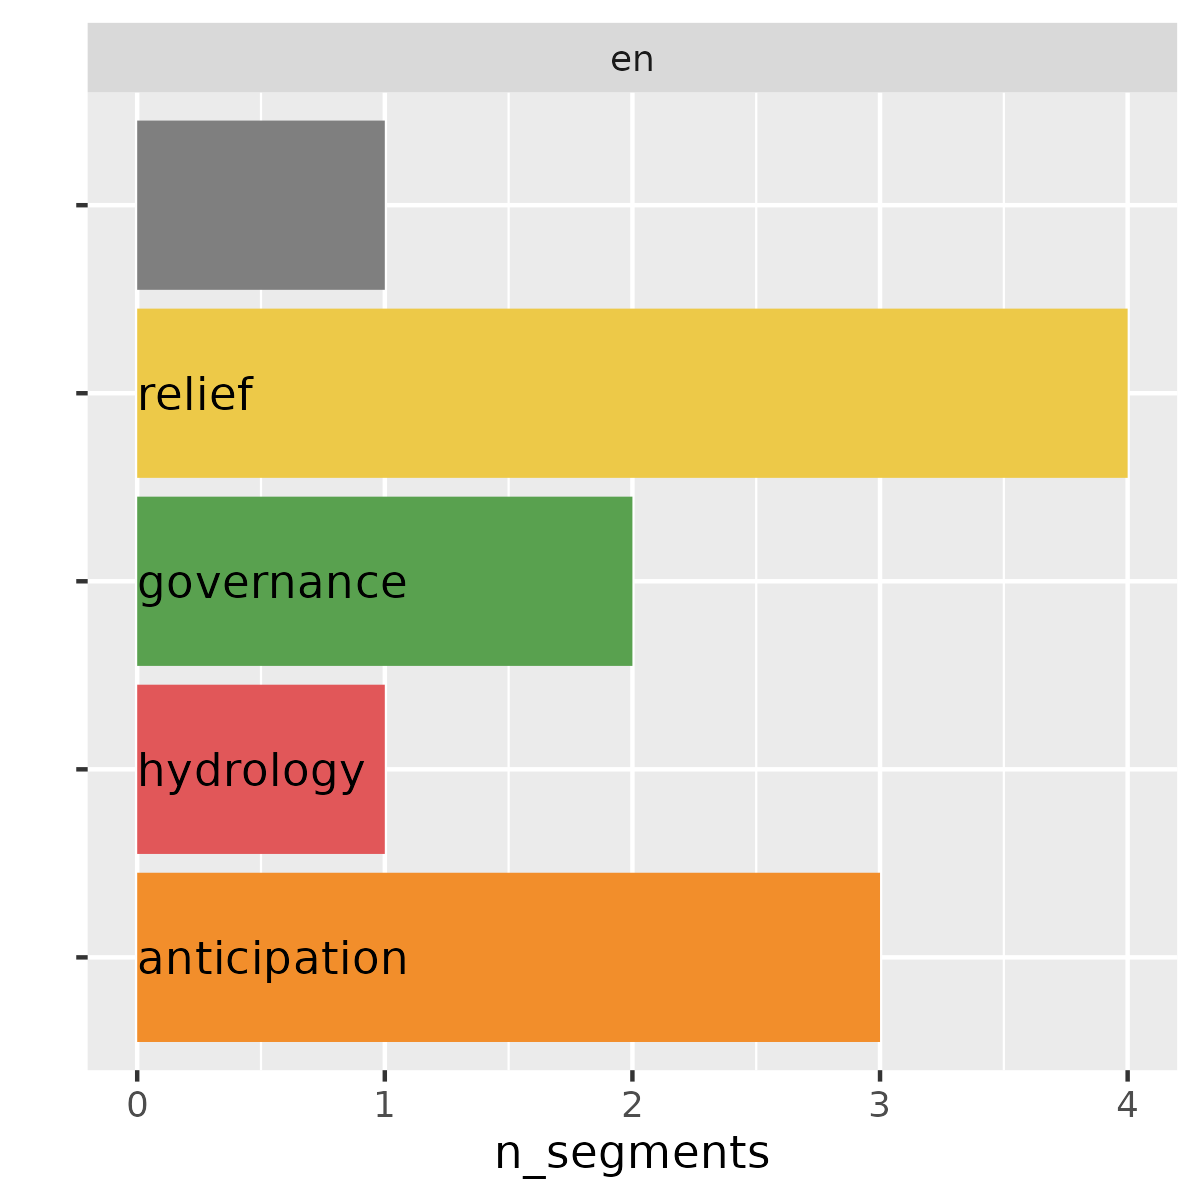 en
relief
governance
hydrology
anticipation
0 1 2 3 4
n_segments